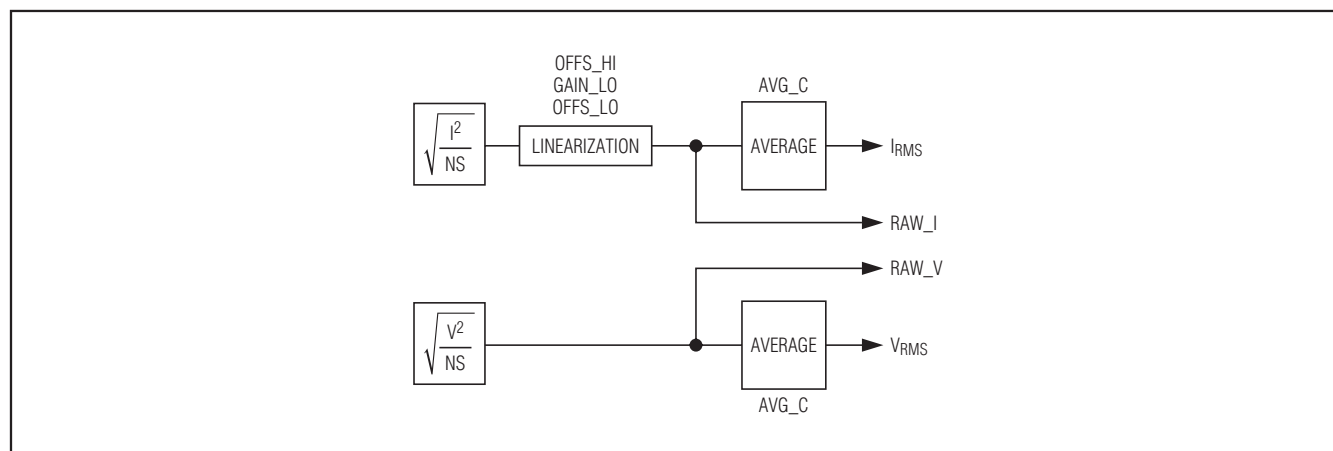 OFFS_HI
GAIN_LO
OFFS_LO
AVG_C
√(I²/NS)
LINEARIZATION
AVERAGE
IRMS
RAW_I
RAW_V
√(V²/NS)
AVERAGE
VRMS
AVG_C